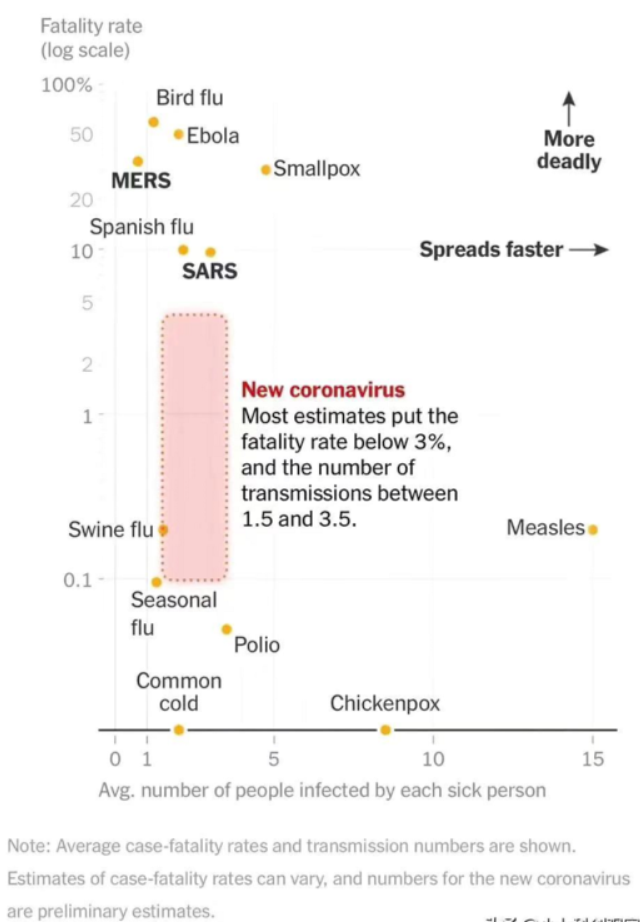 Fatality rate
(log scale)
100%
Bird flu
50
Ebola
More
deadly
MERS
Smallpox
20
Spanish flu
10
Spreads faster
SARS
5
2
New coronavirus
1
Most estimates put the
fatality rate below 3%,
and the number of
transmissions between
1.5 and 3.5.
Swine flu
Measles
0.1
Seasonal
flu
Polio
Common
cold
Chickenpox
0 1 5 10 15
Avg. number of people infected by each sick person
Note: Average case-fatality rates and transmission numbers are shown.
Estimates of case-fatality rates can vary, and numbers for the new coronavirus
are preliminary estimates.